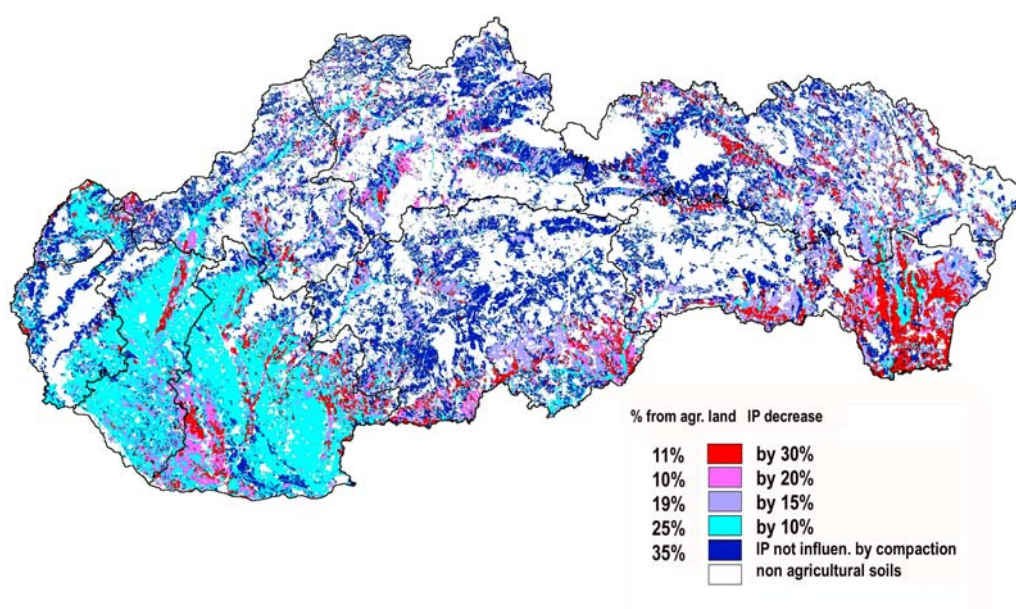 % from agr. land IP decrease
11% by 30%
10% by 20%
19% by 15%
25% by 10%
35% IP not influen. by compaction
non agricultural soils